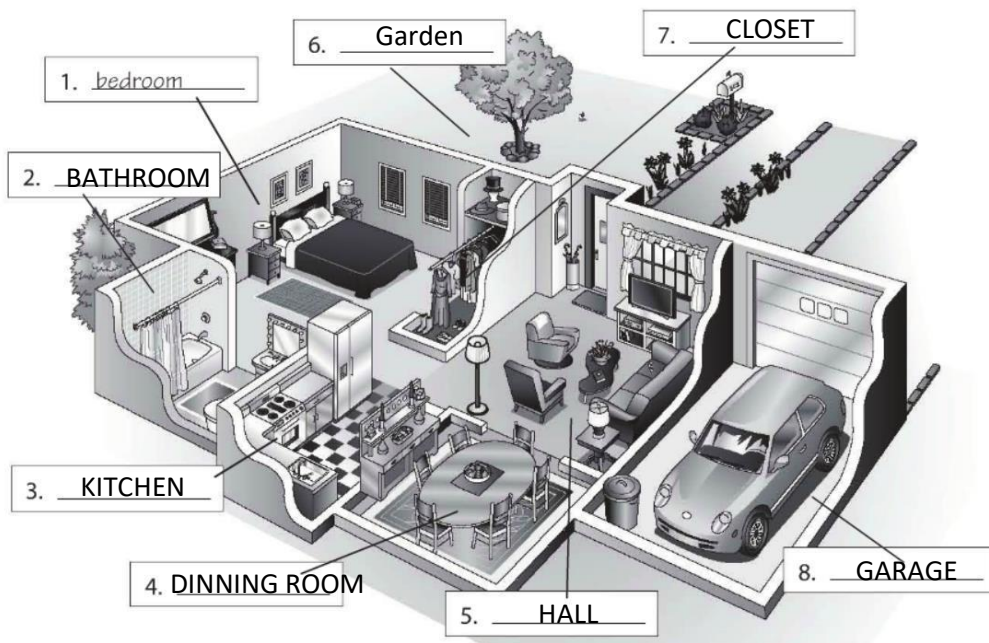 1. bedroom
2. BATHROOM
3. KITCHEN
4. DINNING ROOM
5. HALL
6. Garden
7. CLOSET
8. GARAGE